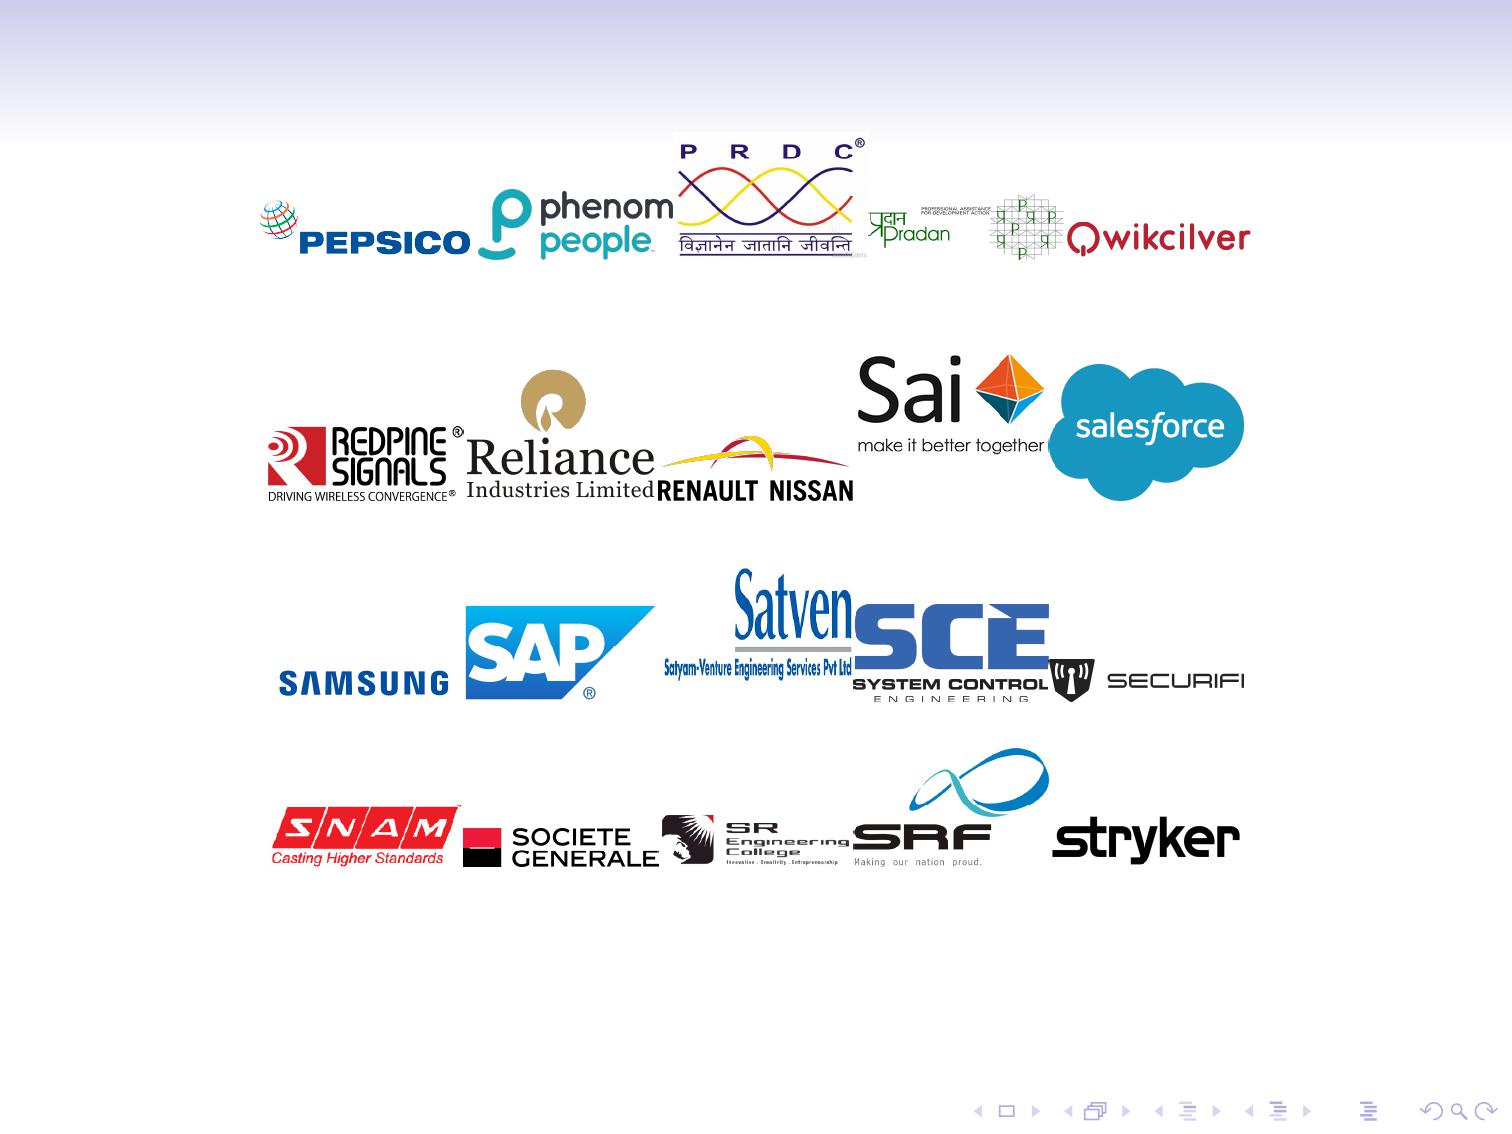 PEPSICO
phenom
people
P R D C®
विज्ञानेन जातानि जीवन्ति
प्रदान
Pradan
PROFESSIONAL ASSISTANCE
FOR DEVELOPMENT ACTION
Qwikcilver
REDPINE®
SIGNALS
DRIVING WIRELESS CONVERGENCE®
Reliance
Industries Limited
RENAULT NISSAN
Sai
make it better together
salesforce
SAMSUNG
SAP®
Satven
Satyam-Venture Engineering Services Pvt Ltd
SCE
SYSTEM CONTROL
ENGINEERING
SECURIFI
SNAM
Casting Higher Standards
SOCIETE
GENERALE
SR
Engineering
College
Innovation . Creativity . Entrepreneurship
SRF
Making our nation proud.
stryker